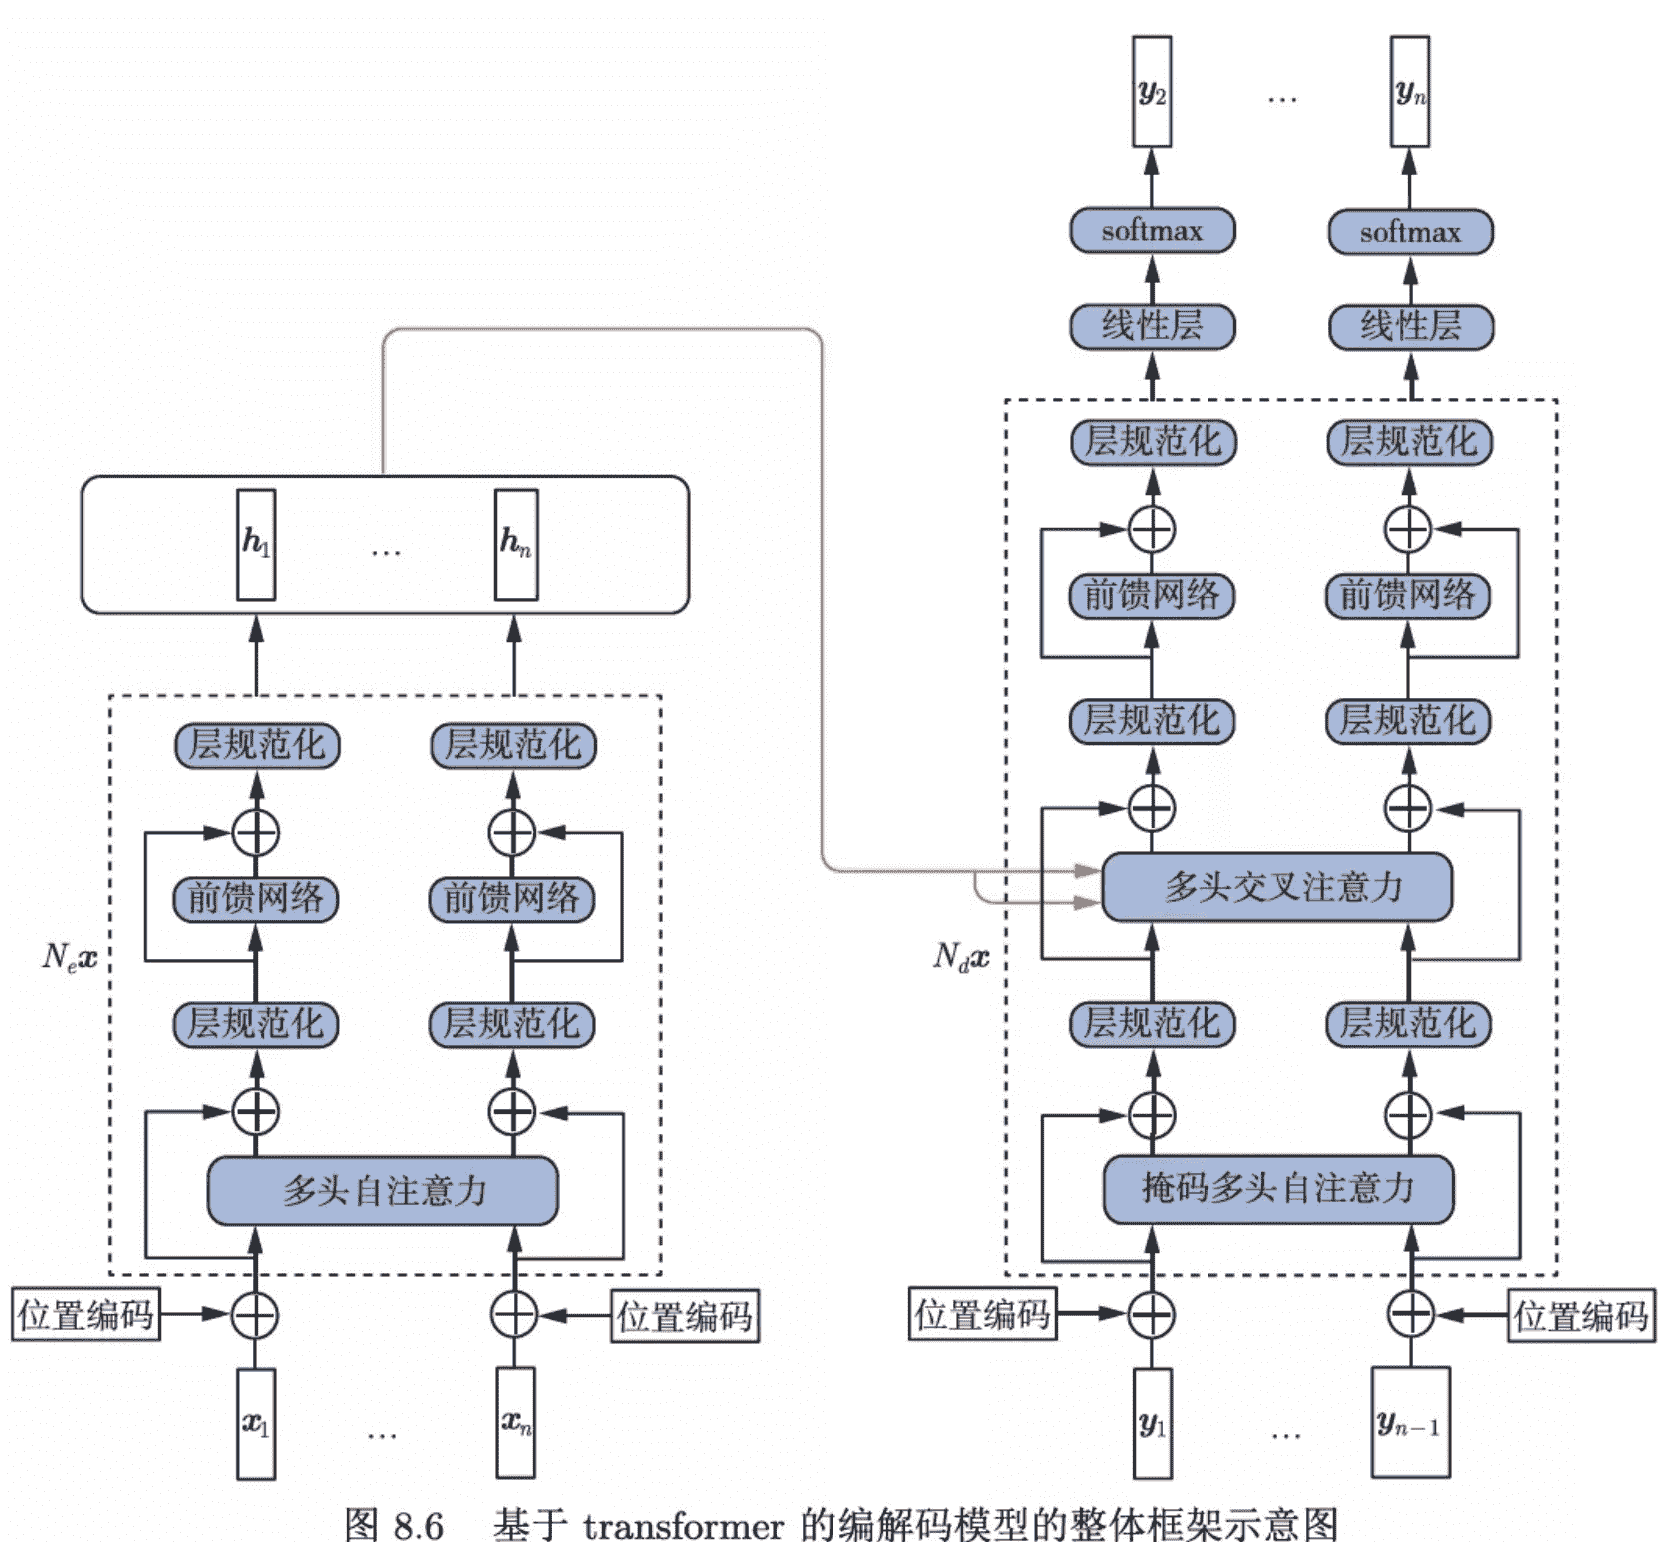 y₂ … yₙ
softmax softmax
线性层 线性层
层规范化 层规范化
前馈网络 前馈网络
层规范化 层规范化
多头交叉注意力
N_d x
层规范化 层规范化
掩码多头自注意力
位置编码 位置编码
y₁ … yₙ₋₁
h₁ … hₙ
层规范化 层规范化
前馈网络 前馈网络
Nₑx
层规范化 层规范化
多头自注意力
位置编码 位置编码
x₁ … xₙ
图 8.6 基于 transformer 的编解码模型的整体框架示意图